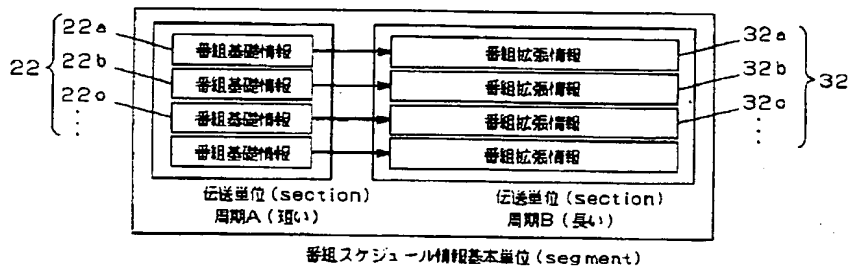 22
22a
22b
22c
⋮
番組基礎情報
番組基礎情報
番組基礎情報
番組基礎情報
番組拡張情報
番組拡張情報
番組拡張情報
番組拡張情報
32a
32b
32c
⋮
32
伝送単位(section)
周期A(短い)
伝送単位(section)
周期B(長い)
番組スケジュール情報基本単位(segment)